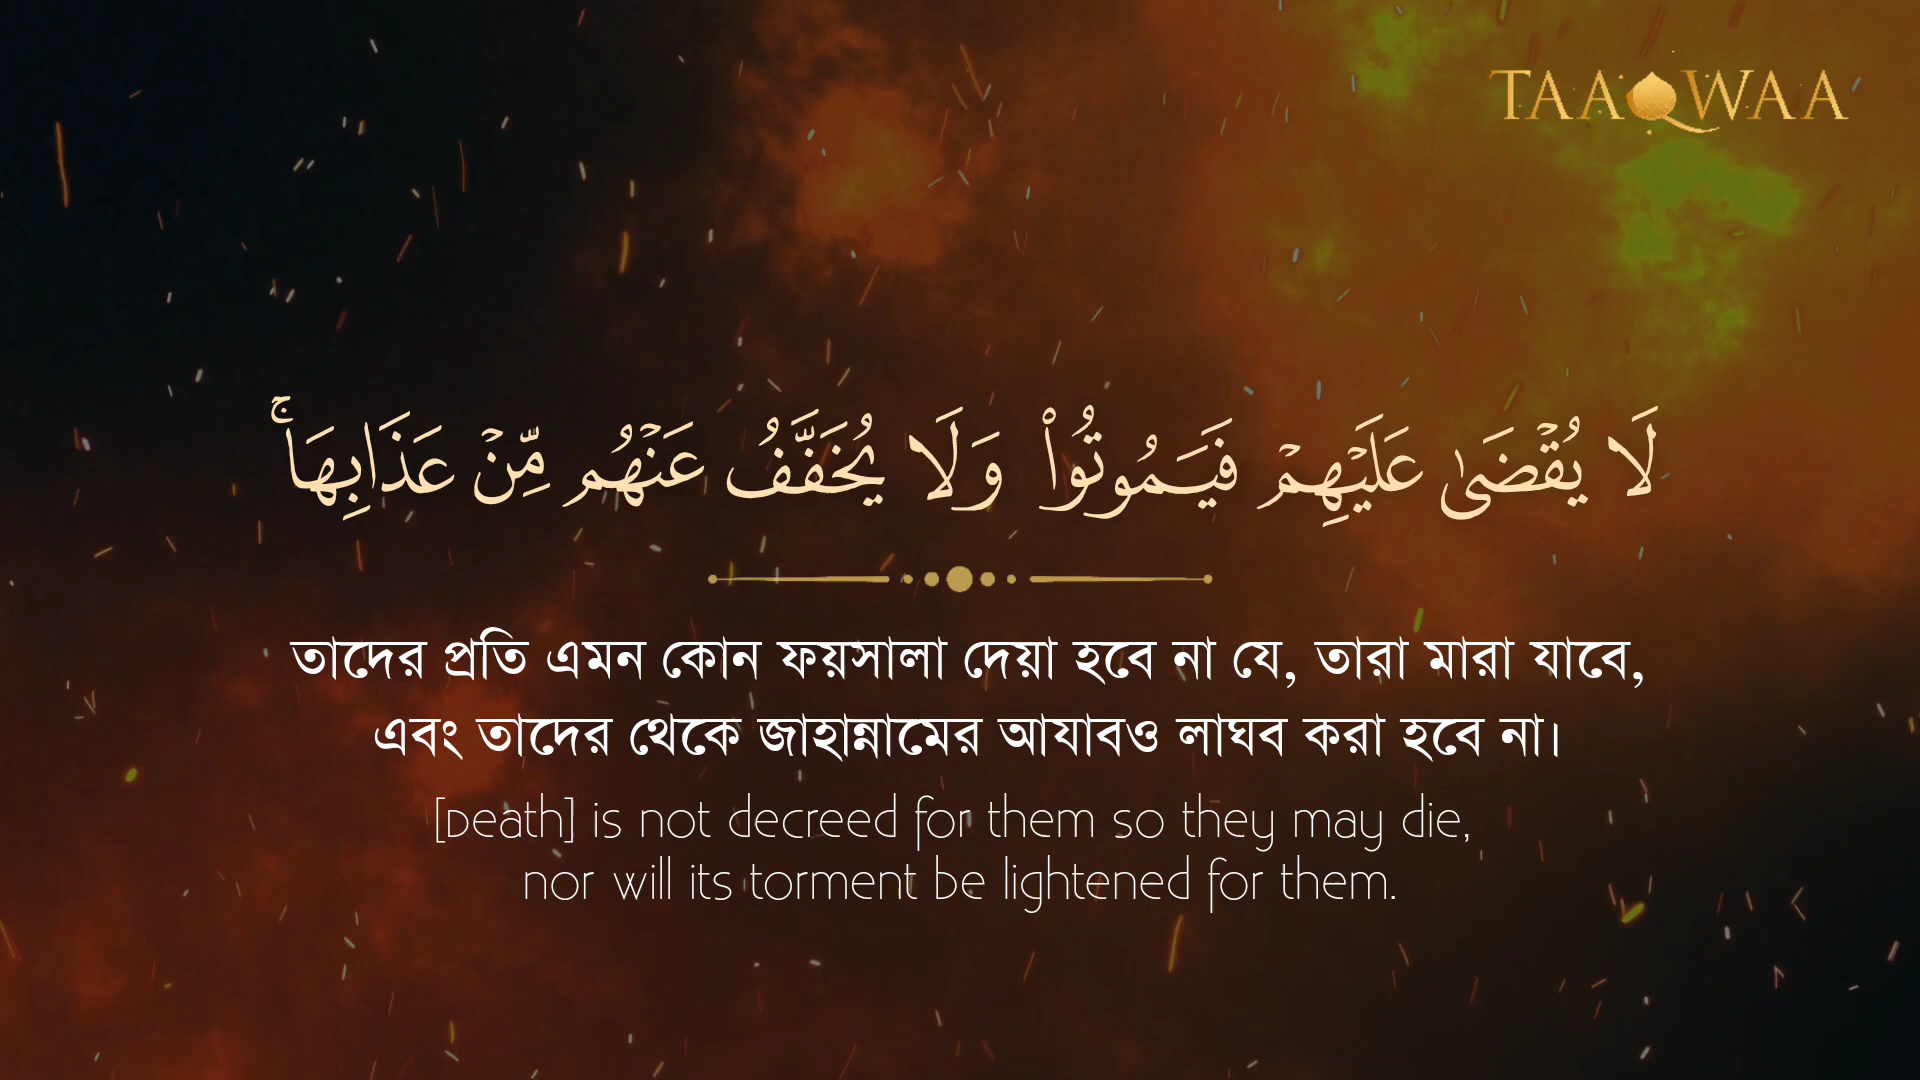 TAAQWAA
لَا يُقْضَىٰ عَلَيْهِمْ فَيَمُوتُوا۟ وَلَا يُخَفَّفُ عَنْهُم مِّنْ عَذَابِهَا ۚ
তাদের প্রতি এমন কোন ফয়সালা দেয়া হবে না যে, তারা মারা যাবে,
এবং তাদের থেকে জাহান্নামের আযাবও লাঘব করা হবে না।
[Death] is not decreed for them so they may die,
nor will its torment be lightened for them.